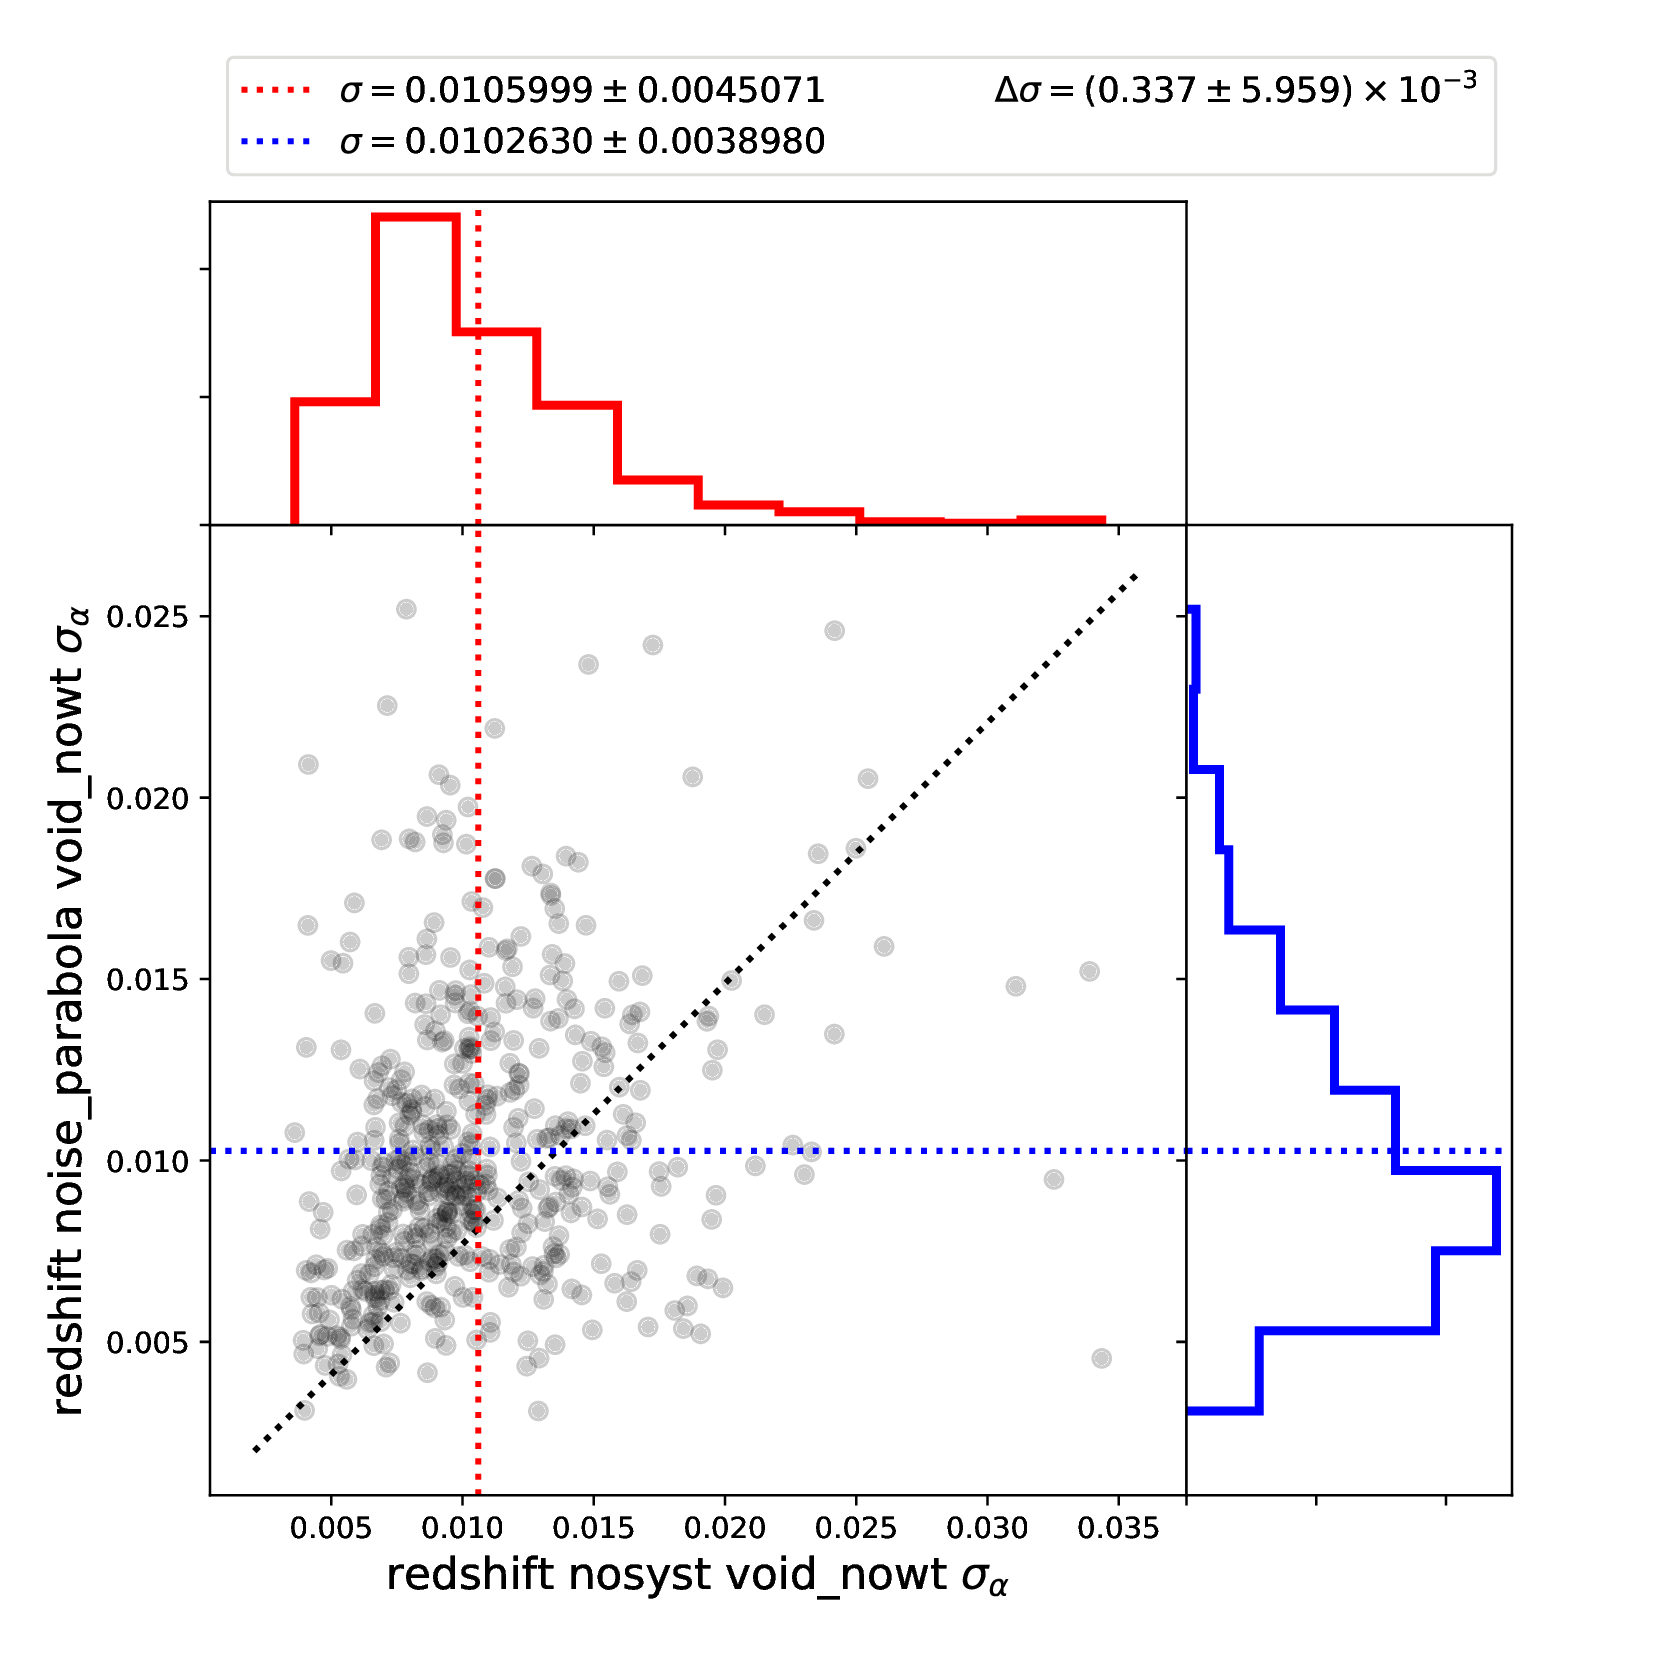 σ = 0.0105999 ± 0.0045071 Δσ = (0.337 ± 5.959) × 10⁻³
σ = 0.0102630 ± 0.0038980
redshift noise_parabola void_nowt σ_α
0.025
0.020
0.015
0.010
0.005
0.005 0.010 0.015 0.020 0.025 0.030 0.035
redshift nosyst void_nowt σ_α